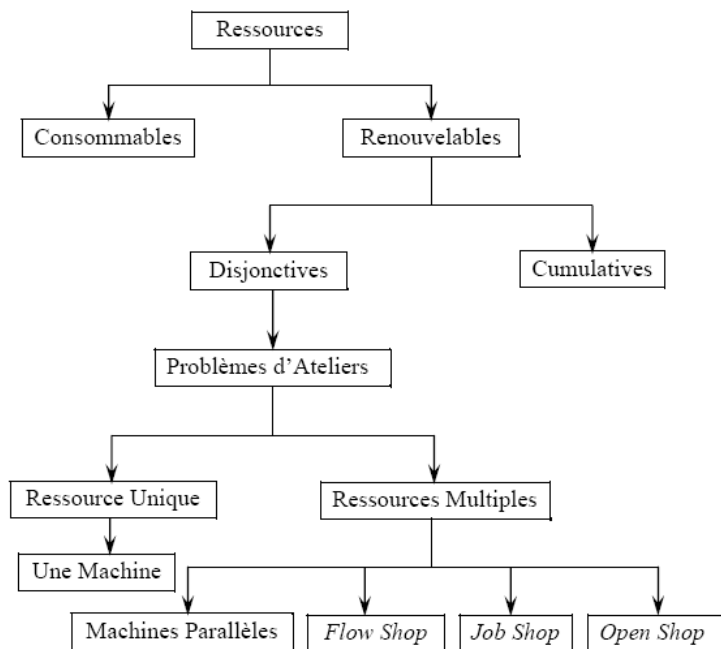 Ressources
Consommables
Renouvelables
Disjonctives
Cumulatives
Problèmes d'Ateliers
Ressource Unique
Ressources Multiples
Une Machine
Machines Parallèles
Flow Shop
Job Shop
Open Shop